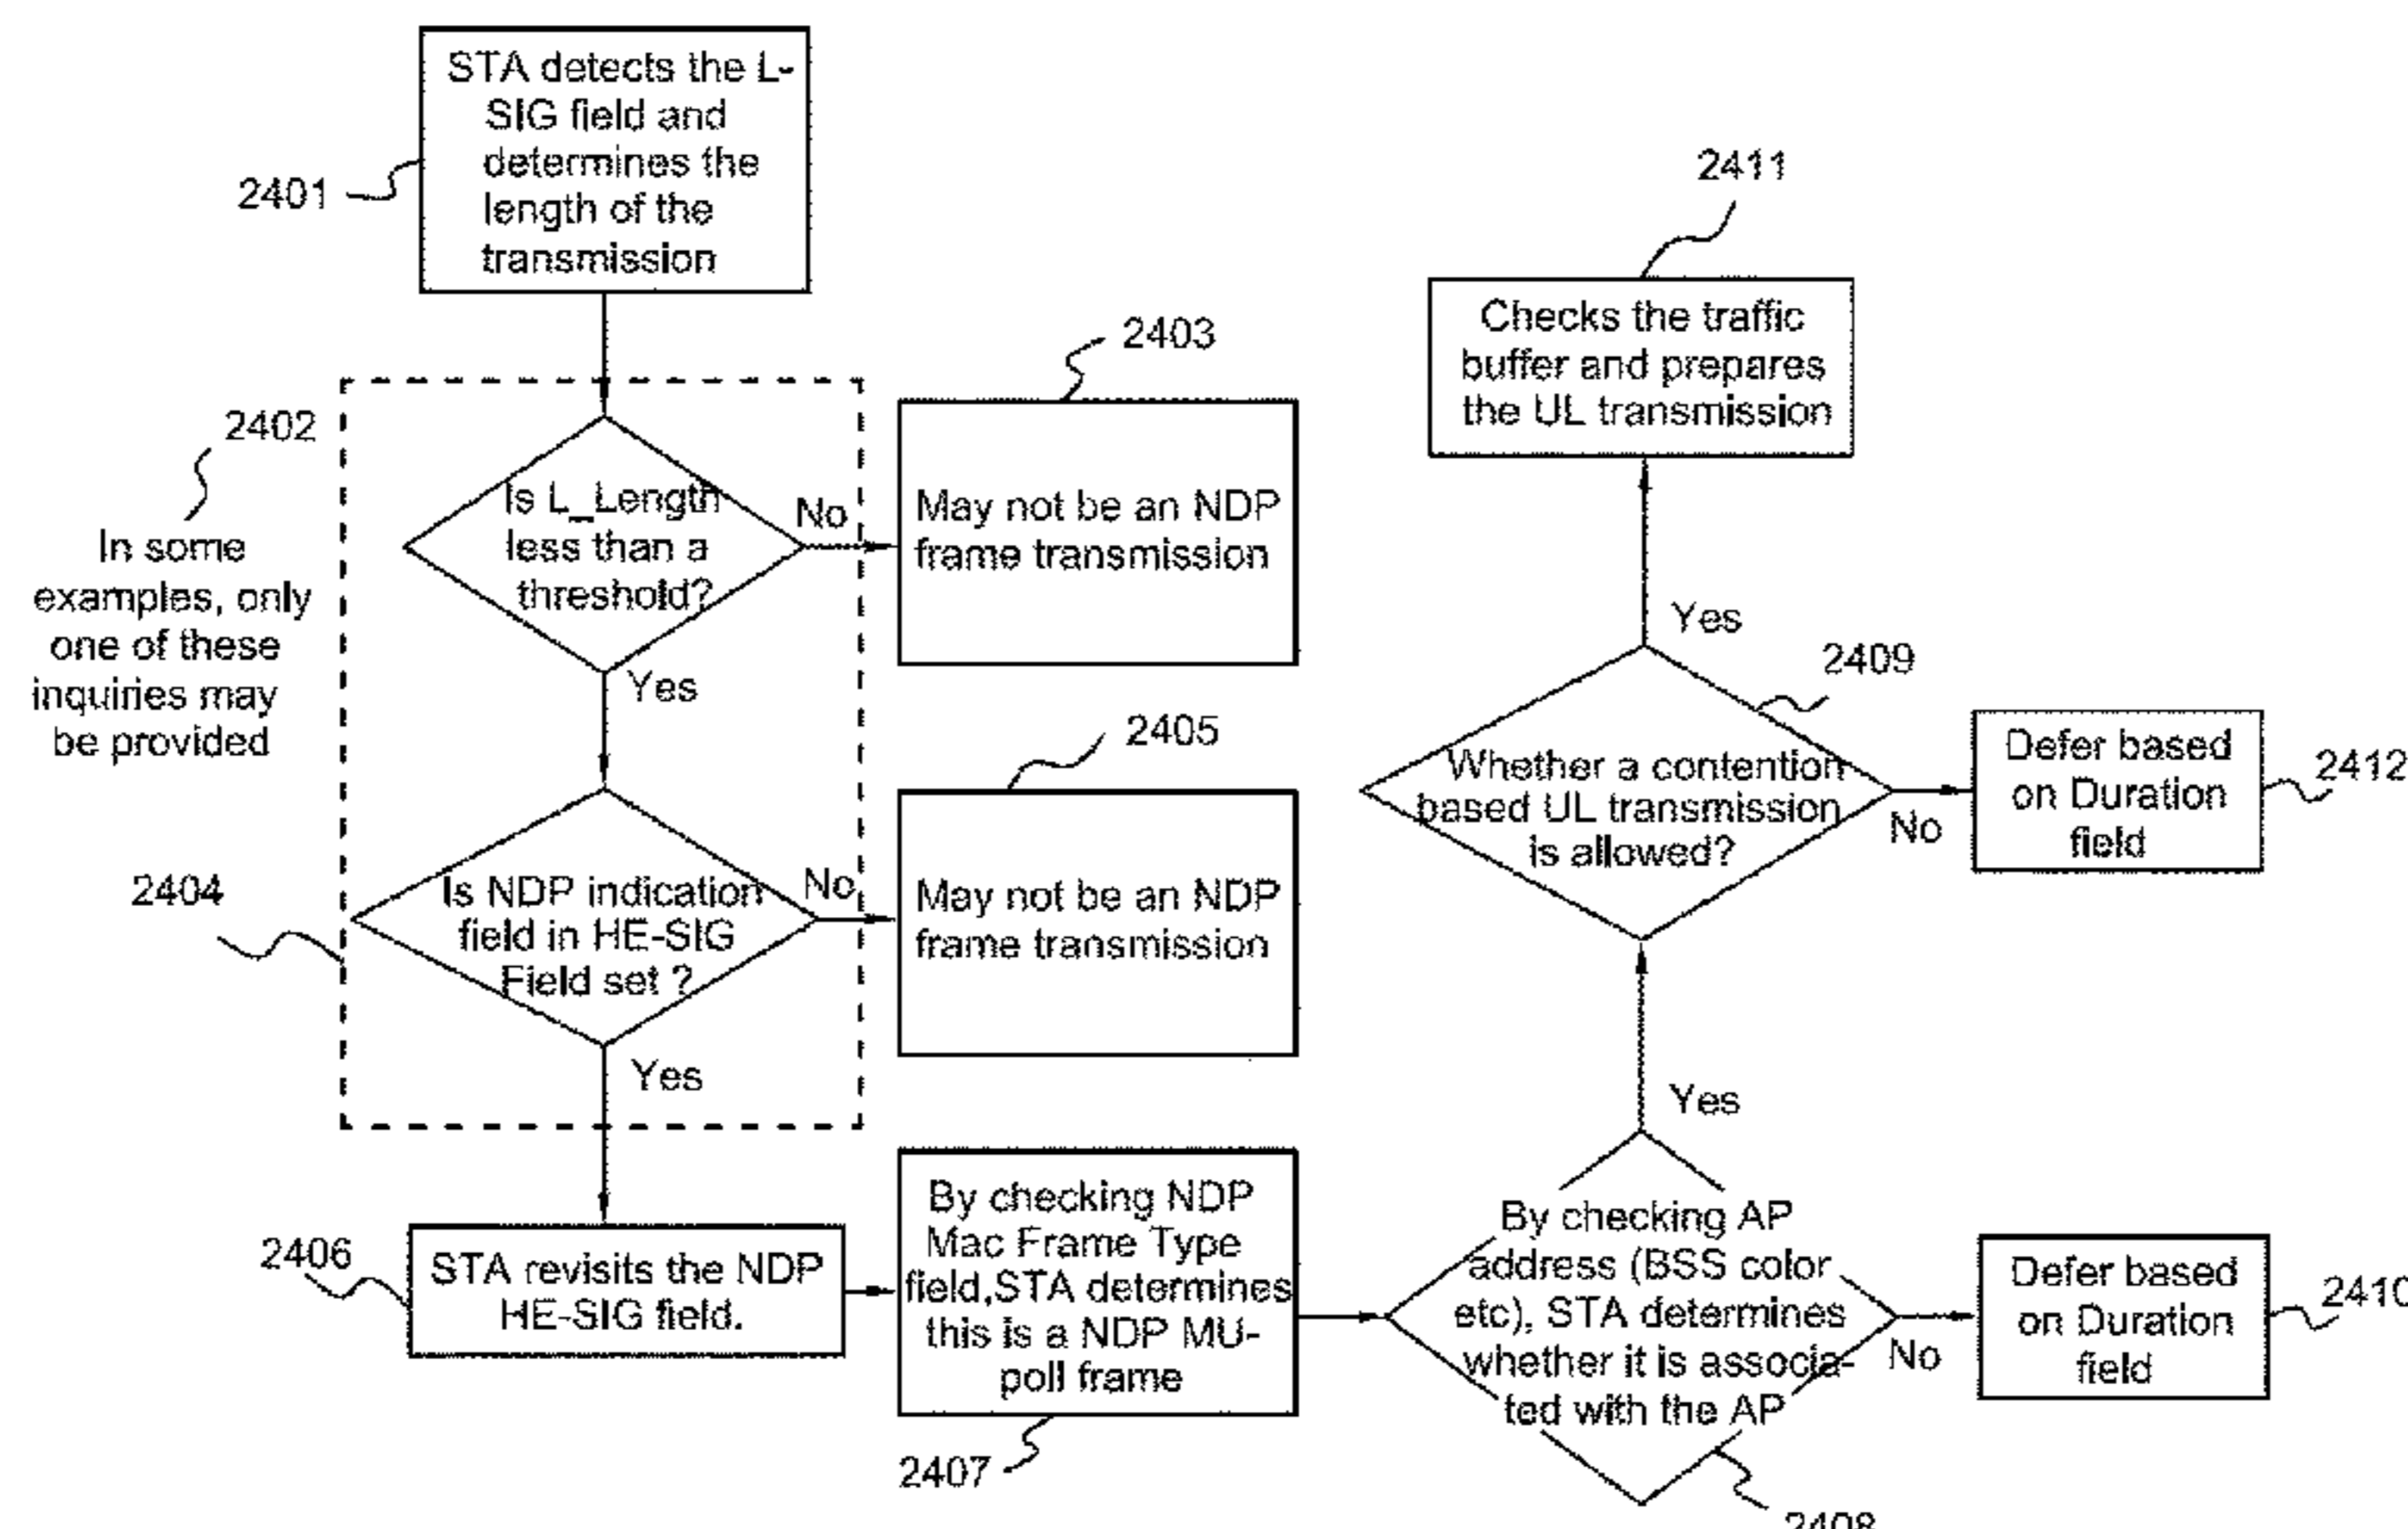 STA detects the L-
SIG field and
determines the
length of the
transmission
2401
2402
In some
examples, only
one of these
inquiries may
be provided
Is L_Length
less than a
threshold?
No
Yes
2403
May not be an NDP
frame transmission
2404
Is NDP indication
field in HE-SIG
Field set ?
No
Yes
2405
May not be an NDP
frame transmission
2406
STA revisits the NDP
HE-SIG field.
By checking NDP
Mac Frame Type
field,STA determines
this is a NDP MU-
poll frame
2407
By checking AP
address (BSS color
etc), STA determines
whether it is associa-
ted with the AP
2408
No
Yes
Defer based
on Duration
field
2410
2409
Whether a contention
based UL transmission
is allowed?
No
Yes
Defer based
on Duration
field
2412
2411
Checks the traffic
buffer and prepares
the UL transmission